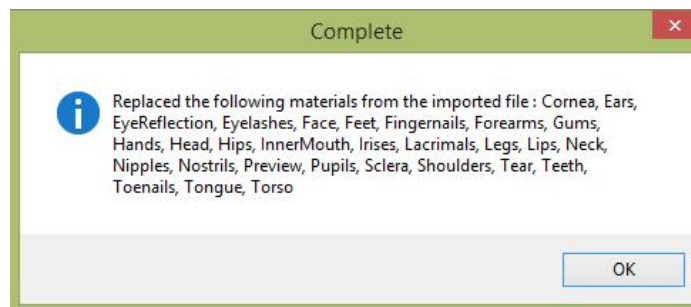 Complete
Replaced the following materials from the imported file : Cornea, Ears,
EyeReflection, Eyelashes, Face, Feet, Fingernails, Forearms, Gums,
Hands, Head, Hips, InnerMouth, Irises, Lacrimals, Legs, Lips, Neck,
Nipples, Nostrils, Preview, Pupils, Sclera, Shoulders, Tear, Teeth,
Toenails, Tongue, Torso
OK